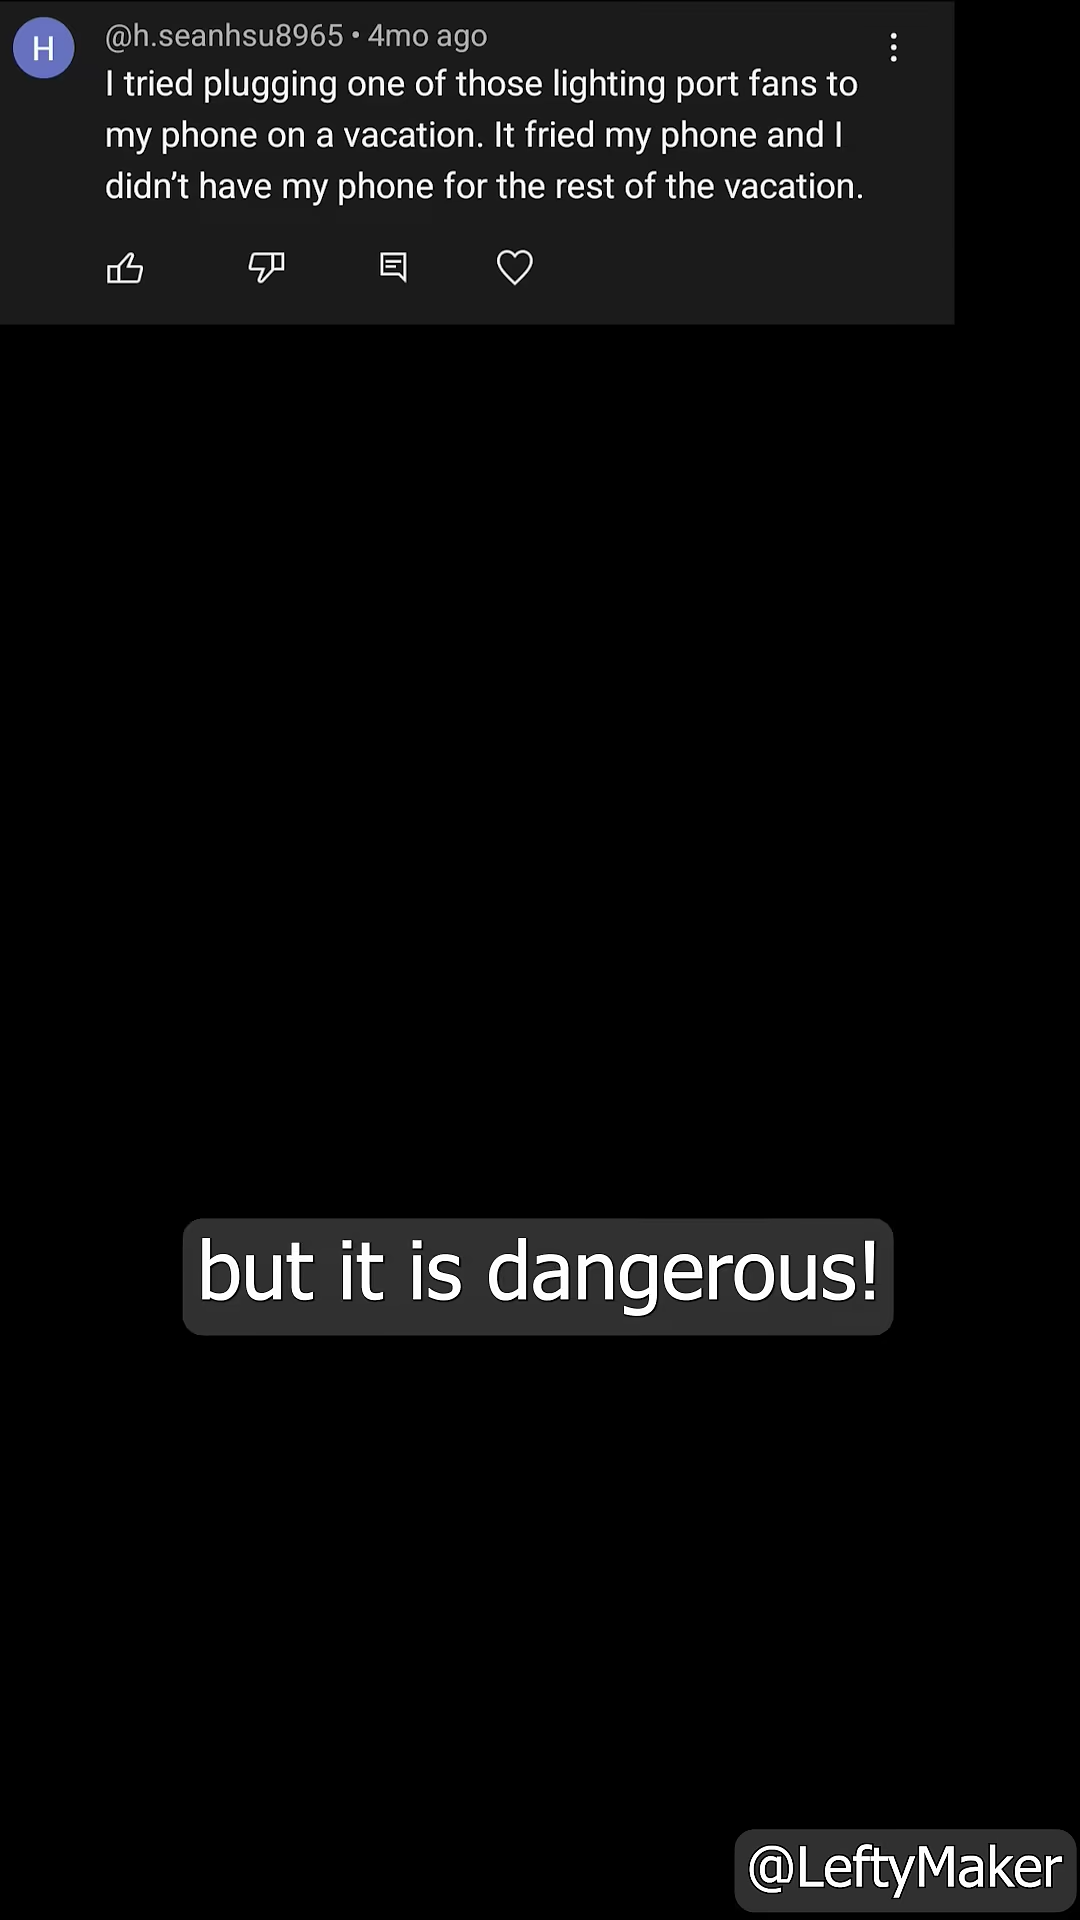 H
@h.seanhsu8965 • 4mo ago
I tried plugging one of those lighting port fans to
my phone on a vacation. It fried my phone and I
didn’t have my phone for the rest of the vacation.
but it is dangerous!
@LeftyMaker